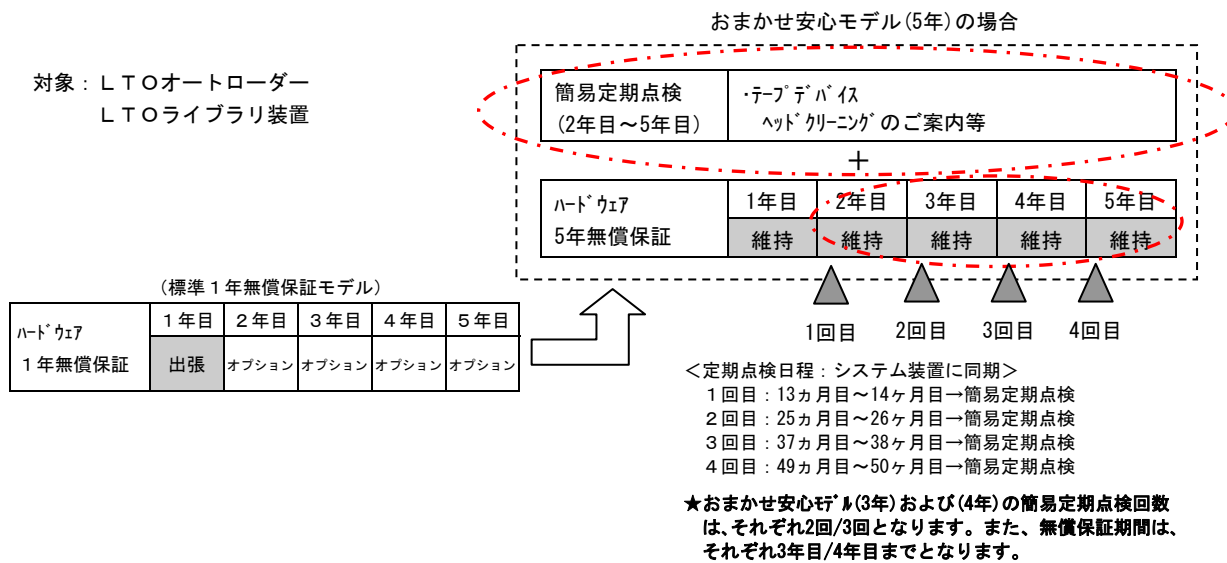 おまかせ安心モデル(5年)の場合
対象：ＬＴＯオートローダー
ＬＴＯライブラリ装置
簡易定期点検
(2年目～5年目)
･ﾃｰﾌﾟﾃﾞﾊﾞｲｽ
ﾍｯﾄﾞｸﾘｰﾆﾝｸﾞのご案内等
＋
ﾊｰﾄﾞｳｪｱ
5年無償保証
1年目 2年目 3年目 4年目 5年目
維持 維持 維持 維持 維持
1回目 2回目 3回目 4回目
(標準１年無償保証モデル)
ﾊｰﾄﾞｳｪｱ
１年無償保証
１年目 ２年目 ３年目 ４年目 ５年目
出張 オプション オプション オプション オプション
＜定期点検日程：システム装置に同期＞
１回目：13ヵ月目～14ヶ月目→簡易定期点検
２回目：25ヵ月目～26ヶ月目→簡易定期点検
３回目：37ヵ月目～38ヶ月目→簡易定期点検
４回目：49ヵ月目～50ヶ月目→簡易定期点検
★おまかせ安心ﾓﾃﾞﾙ(3年)および(4年)の簡易定期点検回数
は、それぞれ2回/3回となります。また、無償保証期間は、
それぞれ3年目/4年目までとなります。